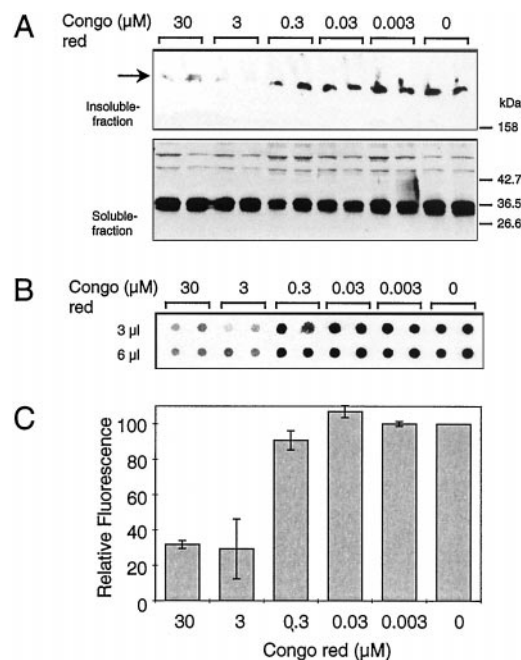 A
Congo (μM) 30 3 0.3 0.03 0.003 0
red
Insoluble-
fraction
kDa
158
Soluble-
fraction
42.7
36.5
26.6
B
Congo (μM) 30 3 0.3 0.03 0.003 0
red
3 μl
6 μl
C
Relative Fluorescence
100
80
60
40
20
0
30 3 0.3 0.03 0.003 0
Congo red (μM)